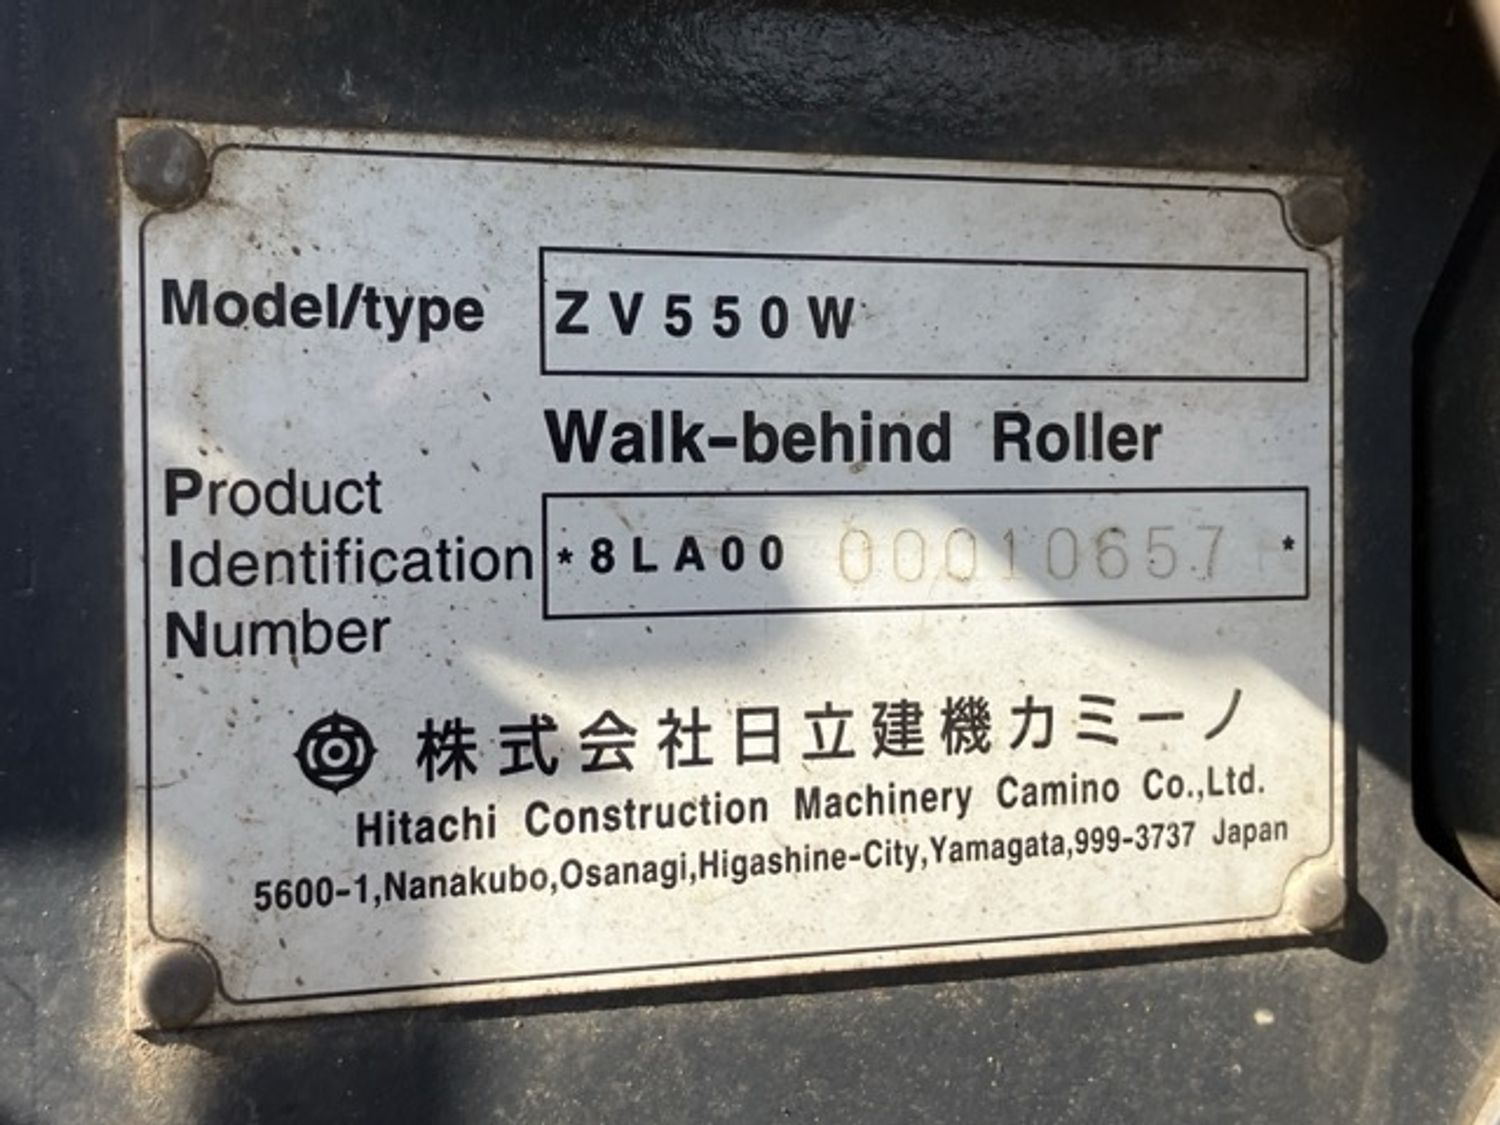 Model/type ZV550W
Walk-behind Roller
Product
Identification *8LA00 00010657 *
Number
株式会社日立建機カミーノ
Hitachi Construction Machinery Camino Co.,Ltd.
5600-1,Nanakubo,Osanagi,Higashine-City,Yamagata,999-3737 Japan